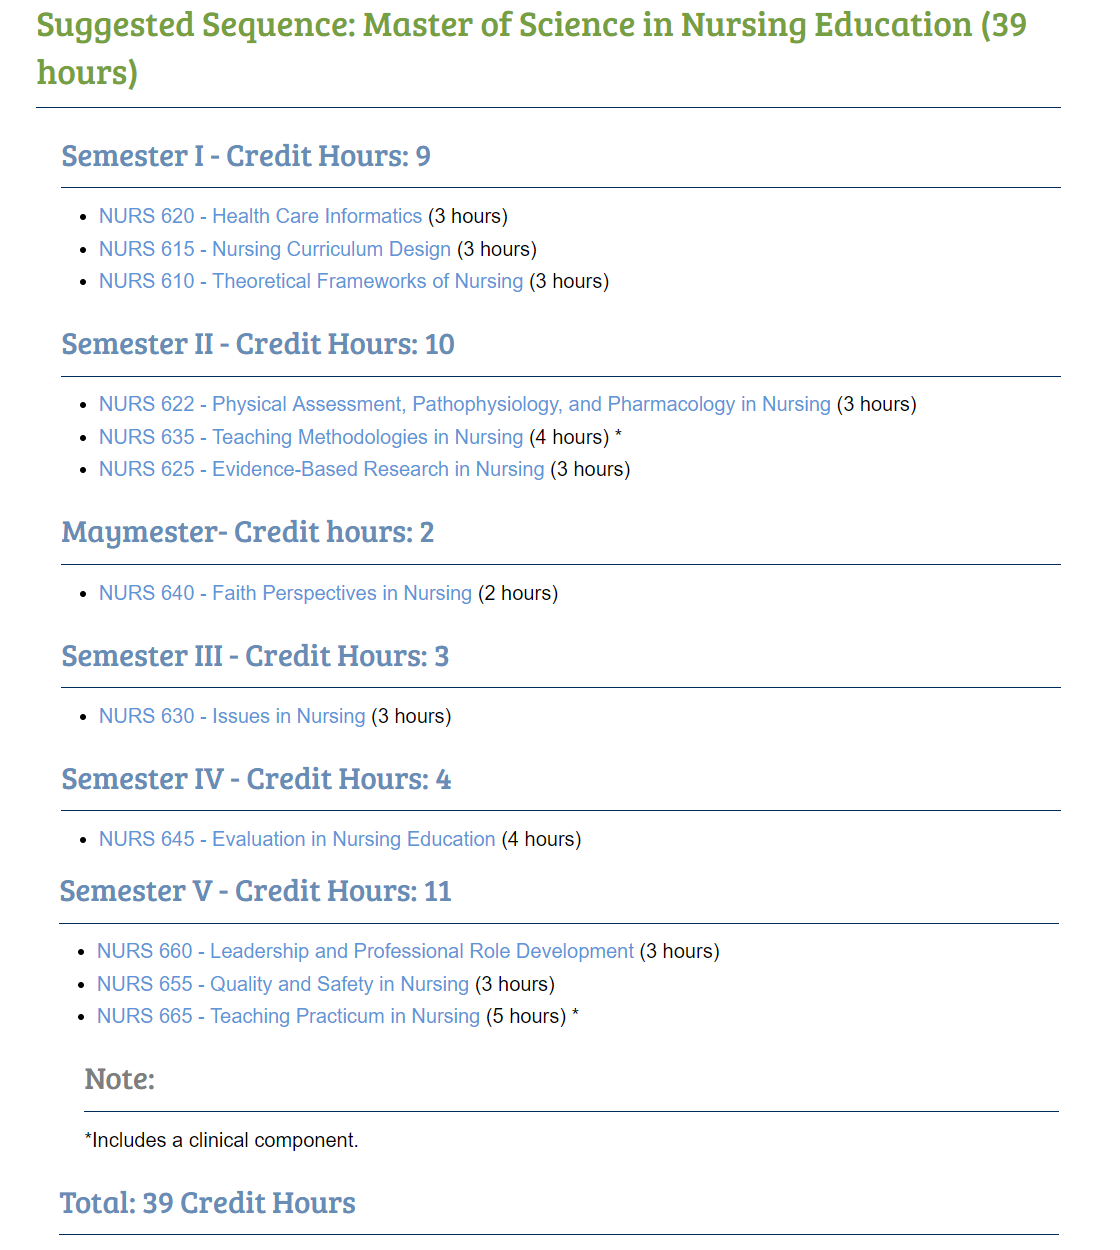 Suggested Sequence: Master of Science in Nursing Education (39
hours)
Semester I - Credit Hours: 9
• NURS 620 - Health Care Informatics (3 hours)
• NURS 615 - Nursing Curriculum Design (3 hours)
• NURS 610 - Theoretical Frameworks of Nursing (3 hours)
Semester II - Credit Hours: 10
• NURS 622 - Physical Assessment, Pathophysiology, and Pharmacology in Nursing (3 hours)
• NURS 635 - Teaching Methodologies in Nursing (4 hours) *
• NURS 625 - Evidence-Based Research in Nursing (3 hours)
Maymester- Credit hours: 2
• NURS 640 - Faith Perspectives in Nursing (2 hours)
Semester III - Credit Hours: 3
• NURS 630 - Issues in Nursing (3 hours)
Semester IV - Credit Hours: 4
• NURS 645 - Evaluation in Nursing Education (4 hours)
Semester V - Credit Hours: 11
• NURS 660 - Leadership and Professional Role Development (3 hours)
• NURS 655 - Quality and Safety in Nursing (3 hours)
• NURS 665 - Teaching Practicum in Nursing (5 hours) *
Note:
*Includes a clinical component.
Total: 39 Credit Hours